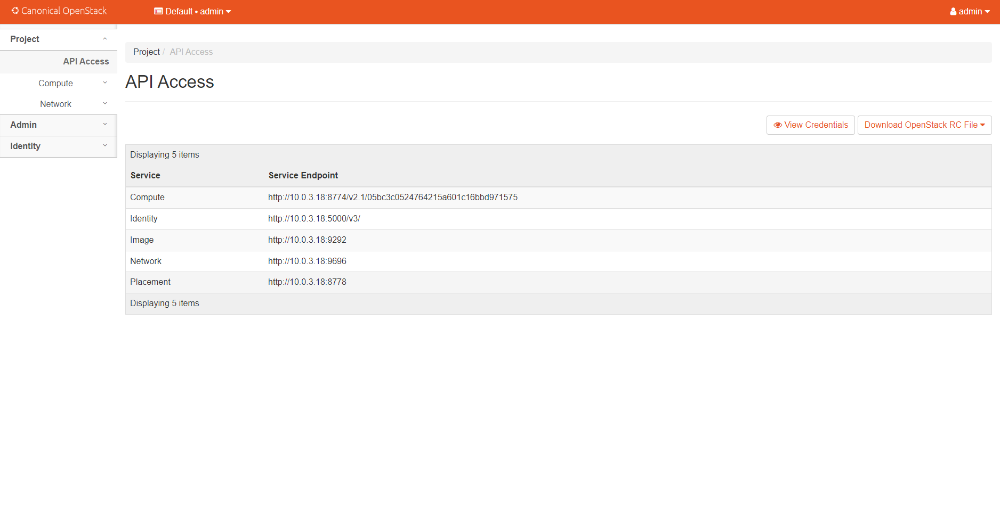 Canonical OpenStack
Default • admin
admin
Project
API Access
Compute
Network
Admin
Identity
Project / API Access
API Access
View Credentials
Download OpenStack RC File
Displaying 5 items
Service Service Endpoint
Compute http://10.0.3.18:8774/v2.1/05bc3c0524764215a601c16bbd971575
Identity http://10.0.3.18:5000/v3/
Image http://10.0.3.18:9292
Network http://10.0.3.18:9696
Placement http://10.0.3.18:8778
Displaying 5 items